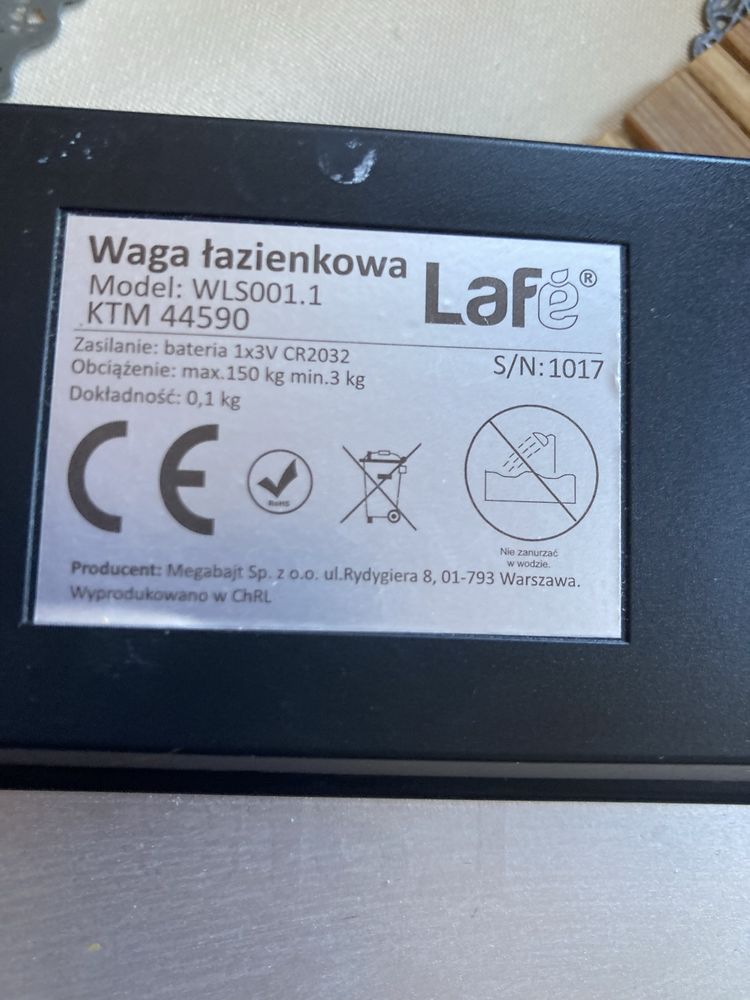 Waga łazienkowa
Model: WLS001.1
KTM 44590
Lafe®
Zasilanie: bateria 1x3V CR2032
Obciążenie: max.150 kg min.3 kg
Dokładność: 0,1 kg
S/N: 1017
CE
RoHS
Nie zanurzać
w wodzie.
Producent: Megabajt Sp. z o.o. ul.Rydygiera 8, 01-793 Warszawa.
Wyprodukowano w ChRL